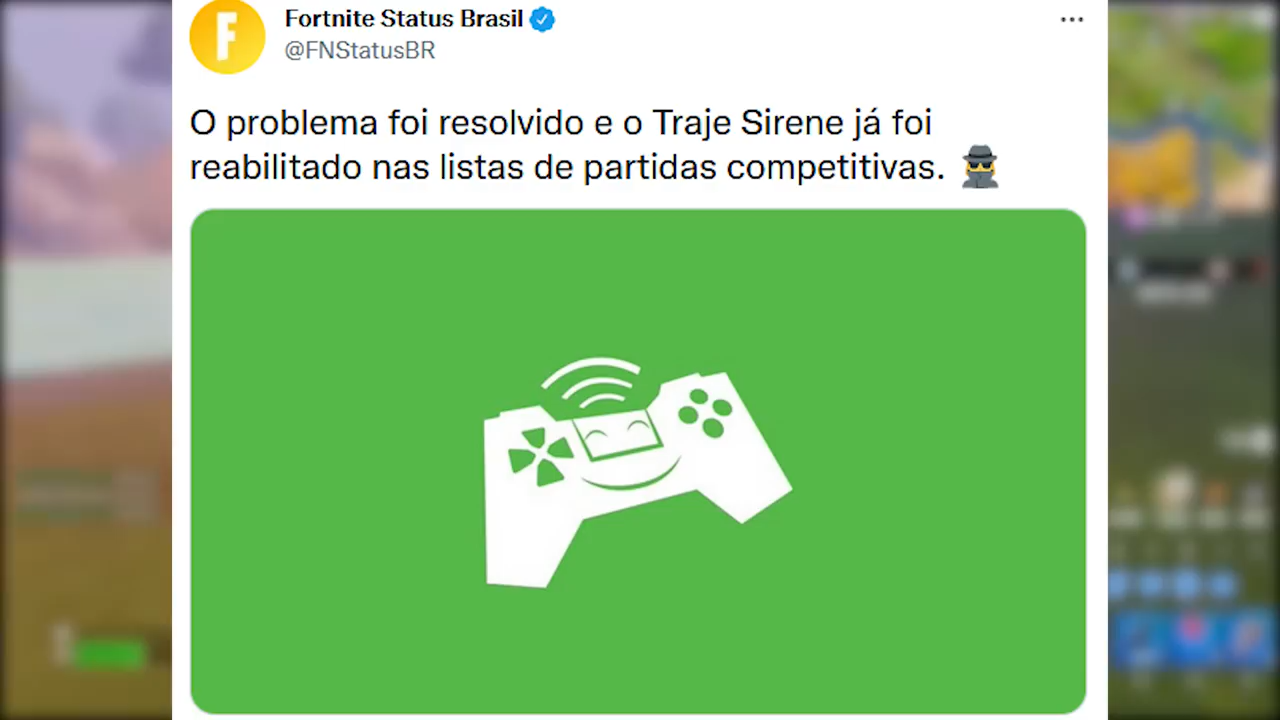 Fortnite Status Brasil
@FNStatusBR
O problema foi resolvido e o Traje Sirene já foi
reabilitado nas listas de partidas competitivas. 🕵️